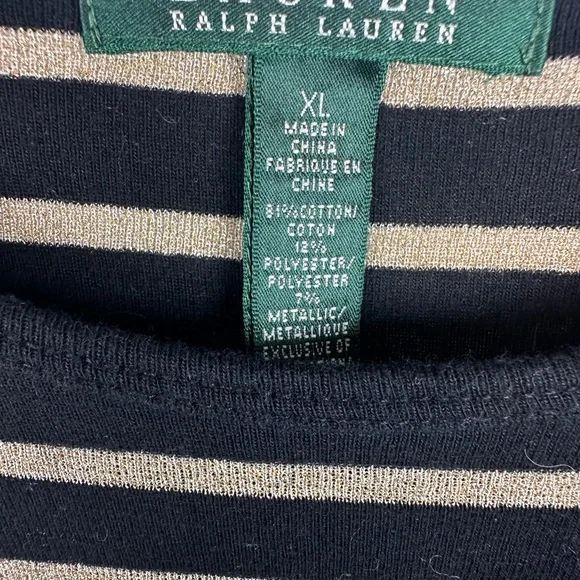 LAUREN
RALPH LAUREN
XL
MADE IN
CHINA
FABRIQUE EN
CHINE
81% COTTON/
COTON
12%
POLYESTER/
POLYESTER
7%
METALLIC/
METALLIQUE
EXCLUSIVE OF